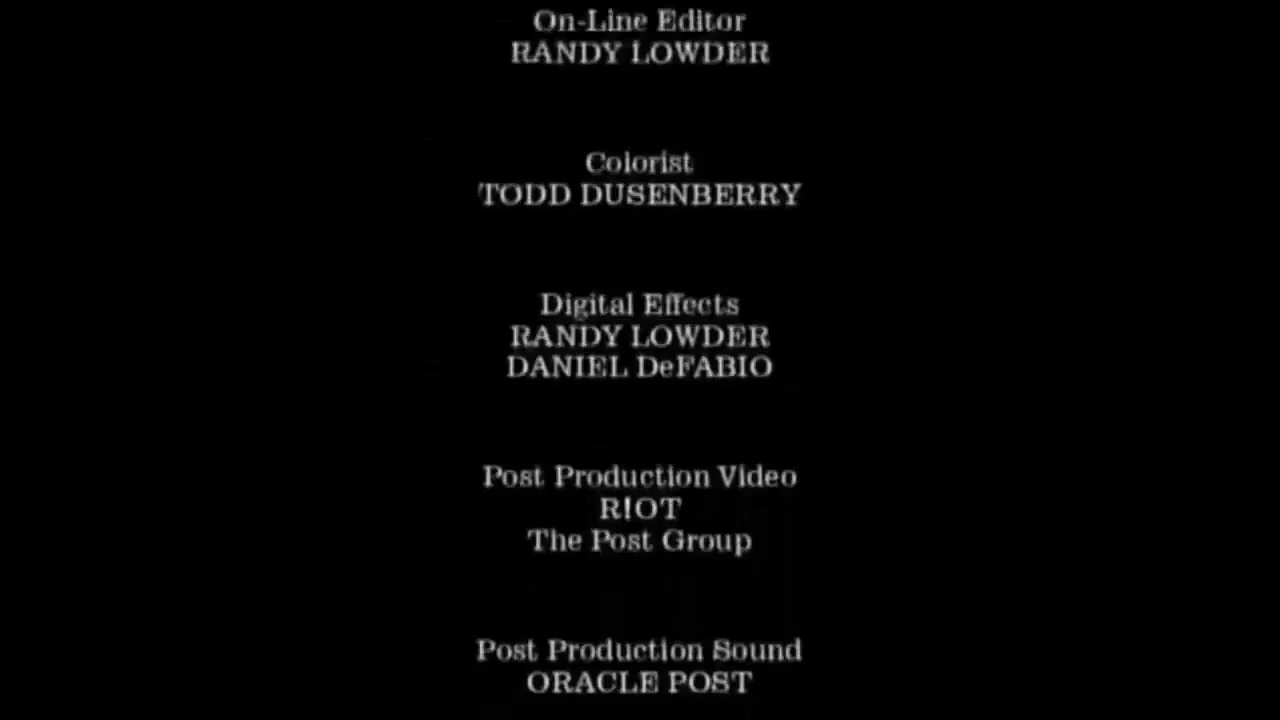 On-Line Editor
RANDY LOWDER
Colorist
TODD DUSENBERRY
Digital Effects
RANDY LOWDER
DANIEL DeFABIO
Post Production Video
R!OT
The Post Group
Post Production Sound
ORACLE POST